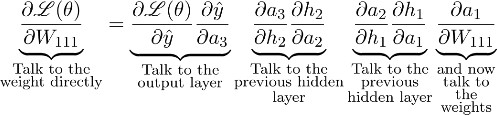 ∂ℒ(θ)/∂W₁₁₁ = ∂ℒ(θ)/∂ŷ ∂ŷ/∂a₃ ∂a₃/∂h₂ ∂h₂/∂a₂ ∂a₂/∂h₁ ∂h₁/∂a₁ ∂a₁/∂W₁₁₁
Talk to the
weight directly
Talk to the
output layer
Talk to the
previous hidden
layer
Talk to the
previous
hidden layer
and now
talk to
the
weights